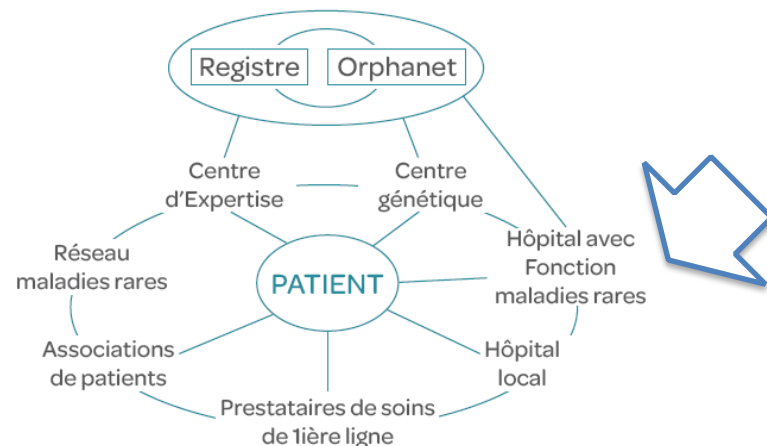 Registre
Orphanet
Centre
d'Expertise
Centre
génétique
Réseau
maladies rares
PATIENT
Hôpital avec
Fonction
maladies rares
Associations
de patients
Hôpital
local
Prestataires de soins
de 1ière ligne